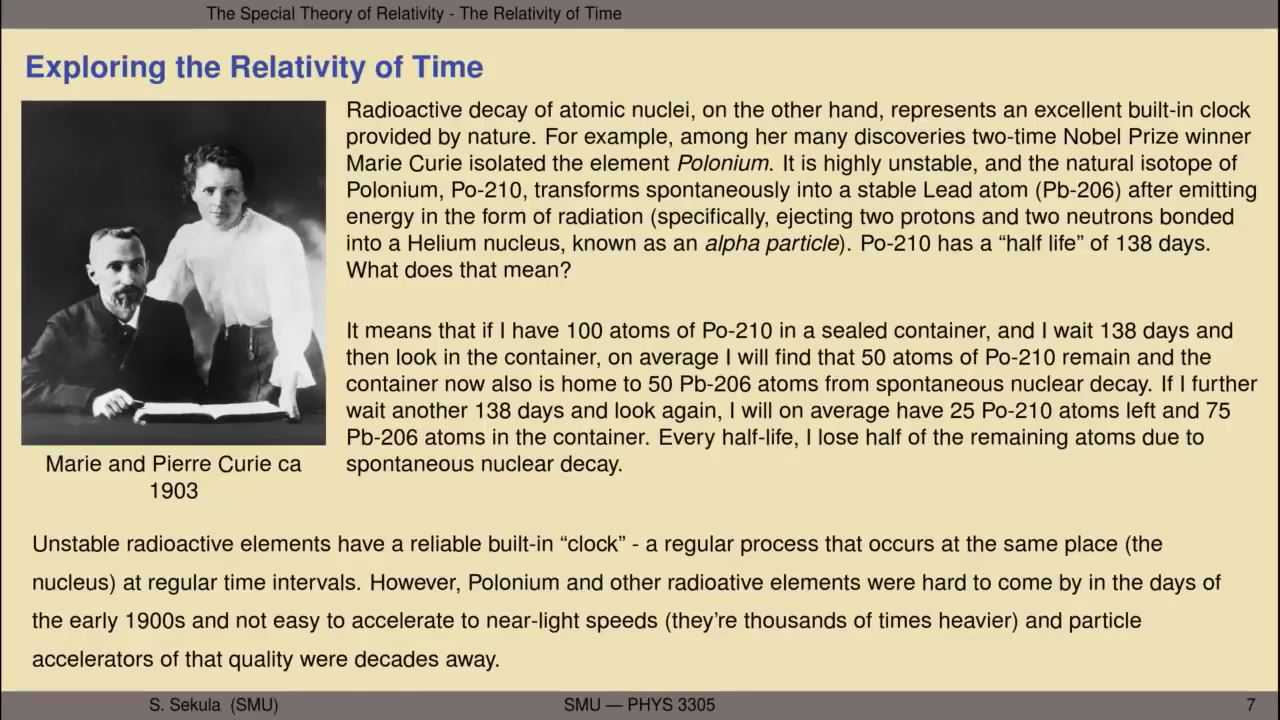 The Special Theory of Relativity - The Relativity of Time
Exploring the Relativity of Time
Radioactive decay of atomic nuclei, on the other hand, represents an excellent built-in clock
provided by nature. For example, among her many discoveries two-time Nobel Prize winner
Marie Curie isolated the element Polonium. It is highly unstable, and the natural isotope of
Polonium, Po-210, transforms spontaneously into a stable Lead atom (Pb-206) after emitting
energy in the form of radiation (specifically, ejecting two protons and two neutrons bonded
into a Helium nucleus, known as an alpha particle). Po-210 has a “half life” of 138 days.
What does that mean?
It means that if I have 100 atoms of Po-210 in a sealed container, and I wait 138 days and
then look in the container, on average I will find that 50 atoms of Po-210 remain and the
container now also is home to 50 Pb-206 atoms from spontaneous nuclear decay. If I further
wait another 138 days and look again, I will on average have 25 Po-210 atoms left and 75
Pb-206 atoms in the container. Every half-life, I lose half of the remaining atoms due to
spontaneous nuclear decay.
Marie and Pierre Curie ca
1903
Unstable radioactive elements have a reliable built-in “clock” - a regular process that occurs at the same place (the
nucleus) at regular time intervals. However, Polonium and other radioative elements were hard to come by in the days of
the early 1900s and not easy to accelerate to near-light speeds (they’re thousands of times heavier) and particle
accelerators of that quality were decades away.
S. Sekula (SMU)
SMU — PHYS 3305
7